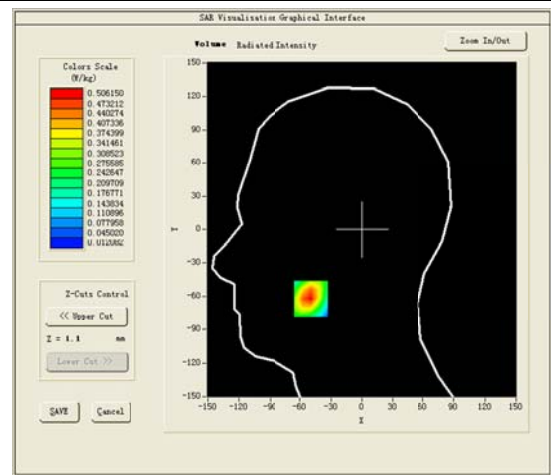 SAR Visualisation Graphical Interface
Volume Radiated Intensity
Zoom In/Out
Colors Scale
(W/kg)
0.506150
0.473212
0.440274
0.407336
0.374399
0.341461
0.308523
0.275585
0.242647
0.209709
0.176771
0.143834
0.110896
0.077958
0.045020
0.012082
Z-Cuts Control
<< Upper Cut
Z = 1.1 mm
Lower Cut >>
SAVE Cancel
150
120
90
60
30
0
-30
-60
-90
-120
-150
Y
-150 -120 -90 -60 -30 0 30 60 90 120 150
X